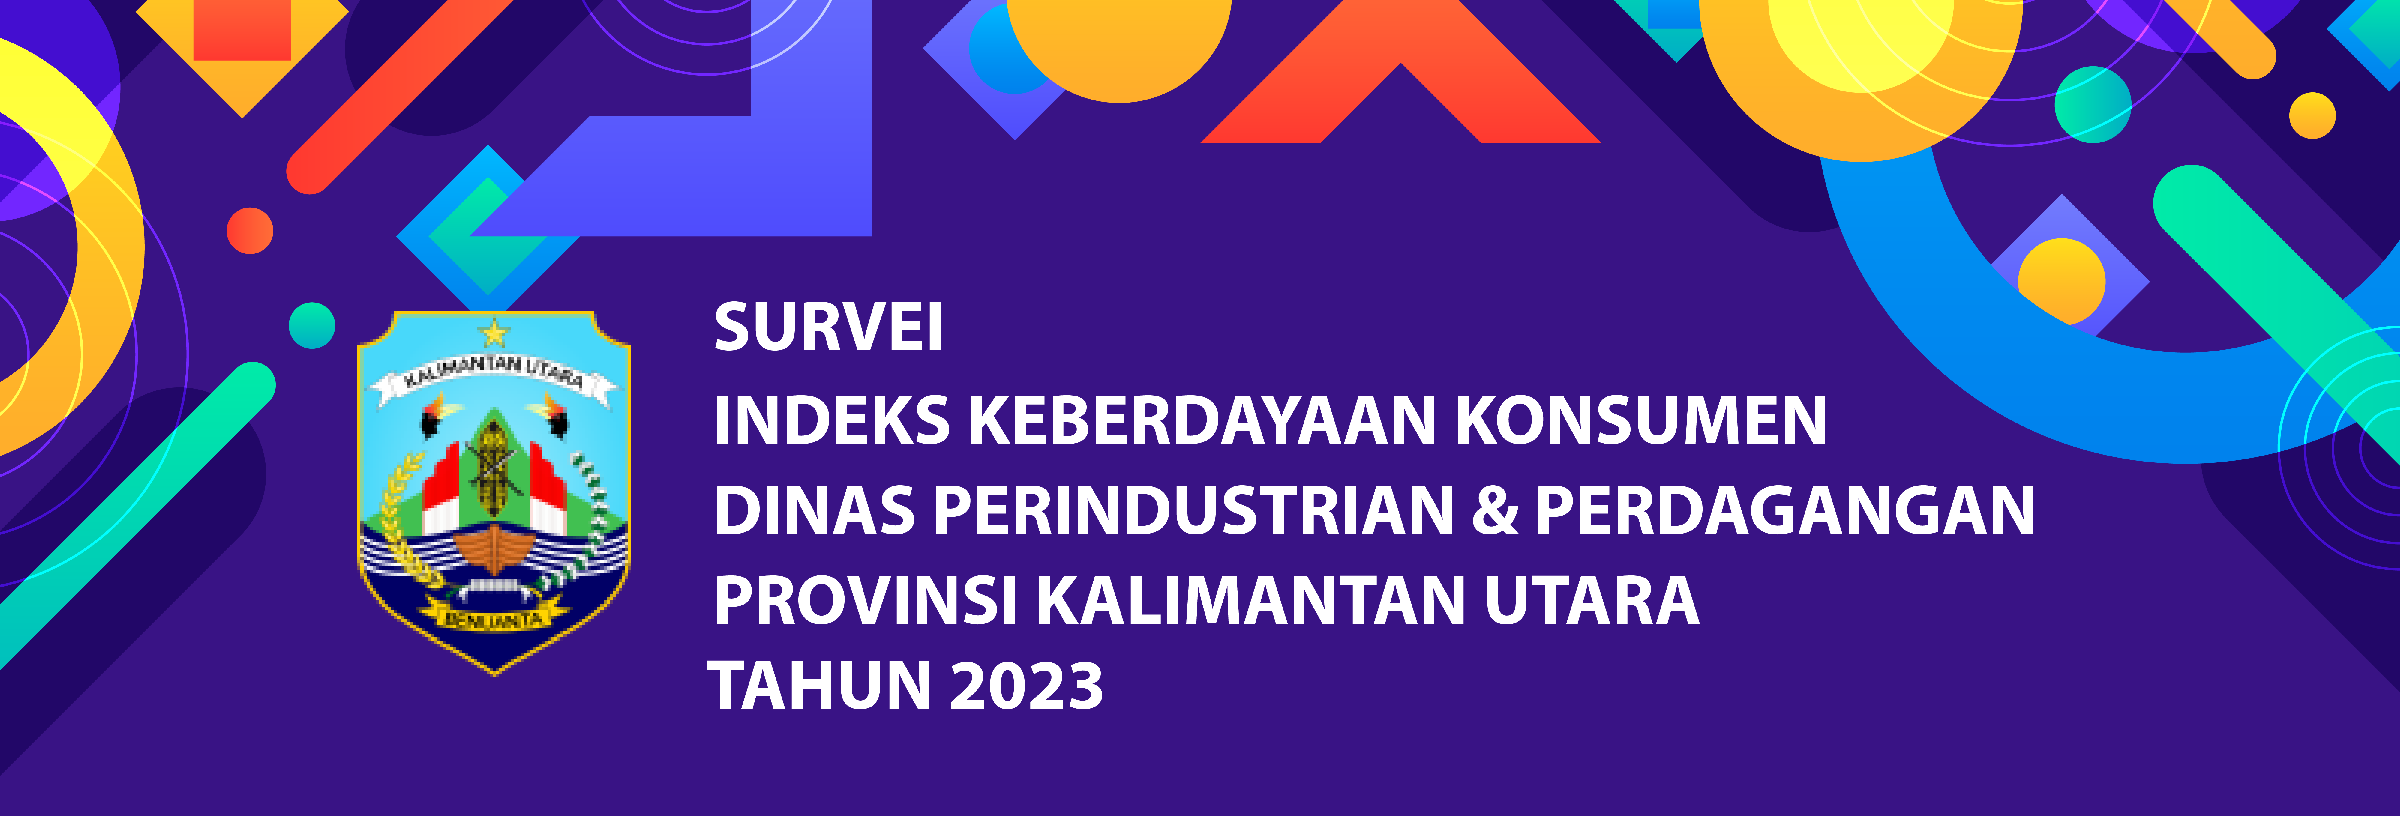 KALIMANTAN UTARA
BENUANTA
SURVEI
INDEKS KEBERDAYAAN KONSUMEN
DINAS PERINDUSTRIAN & PERDAGANGAN
PROVINSI KALIMANTAN UTARA
TAHUN 2023